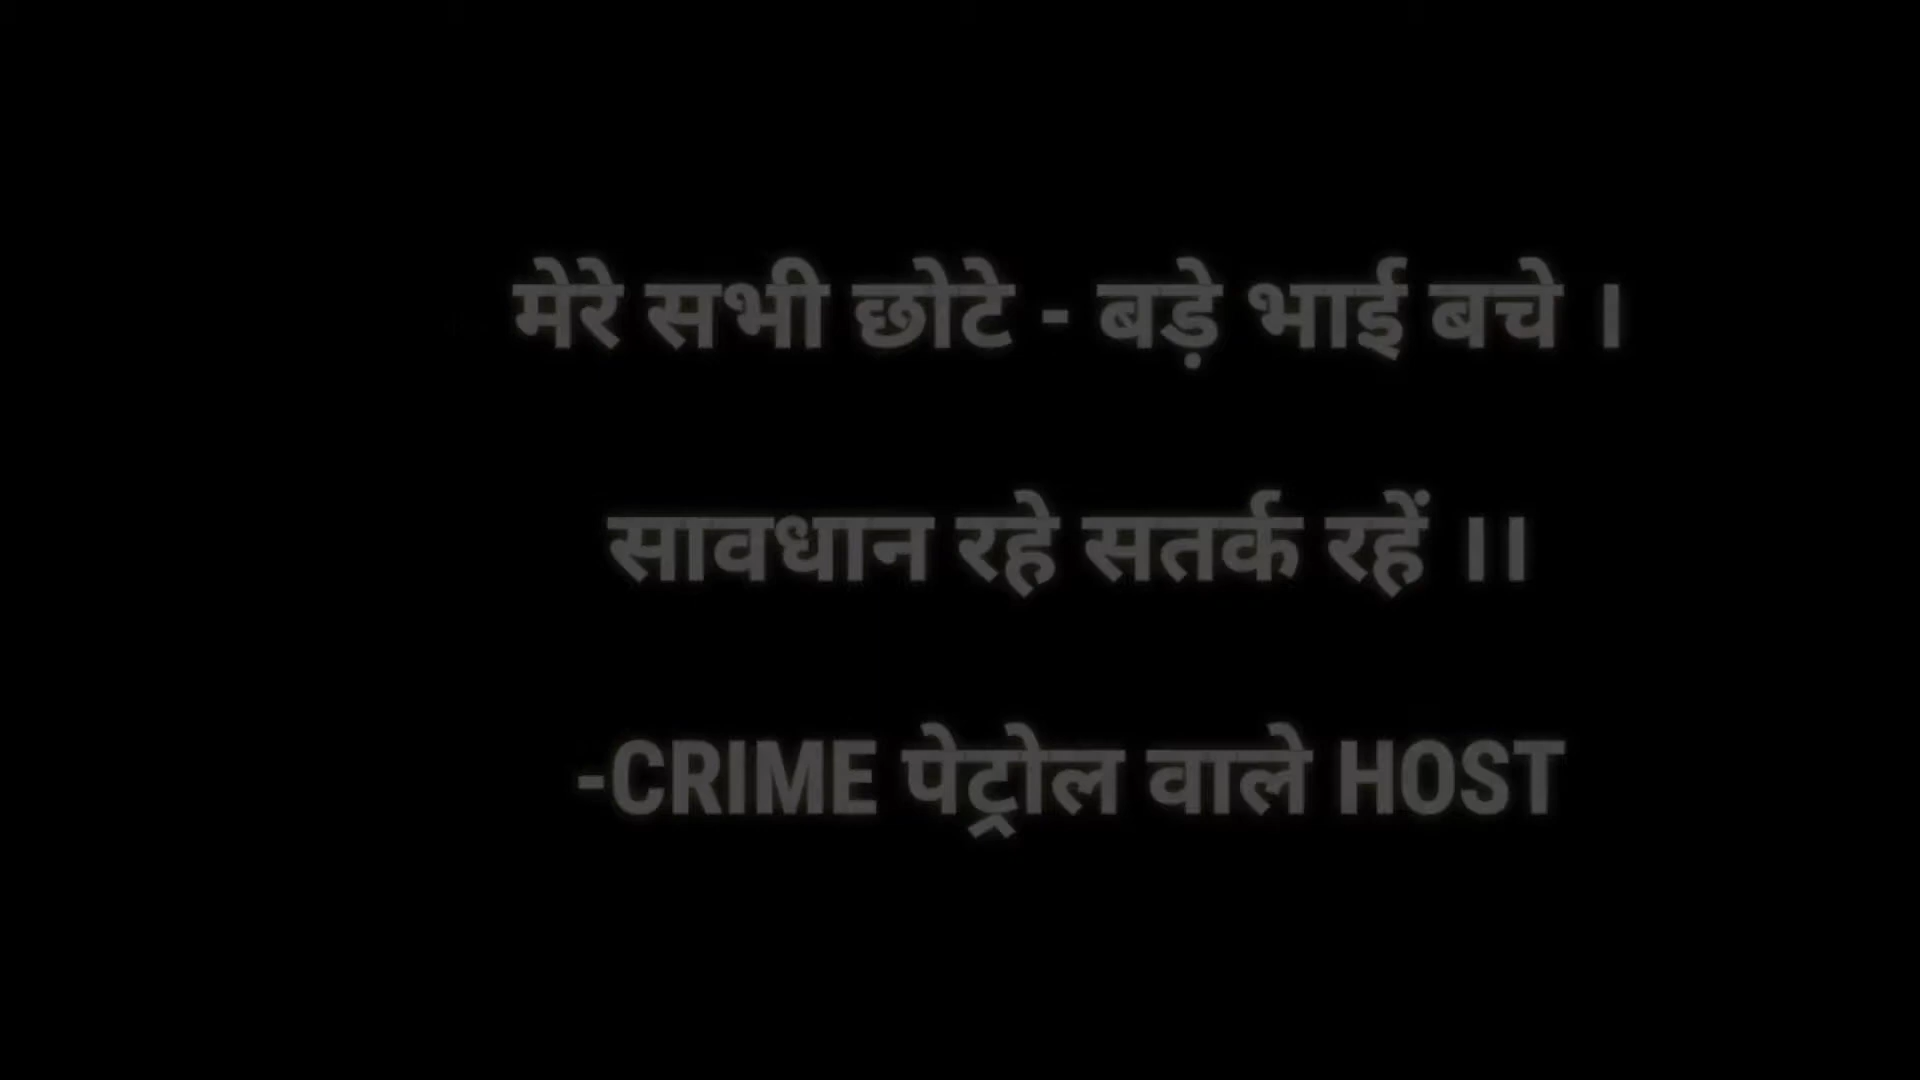 मेरे सभी छोटे - बड़े भाई बचे ।
सावधान रहे सतर्क रहें ।।
-CRIME पेट्रोल वाले HOST